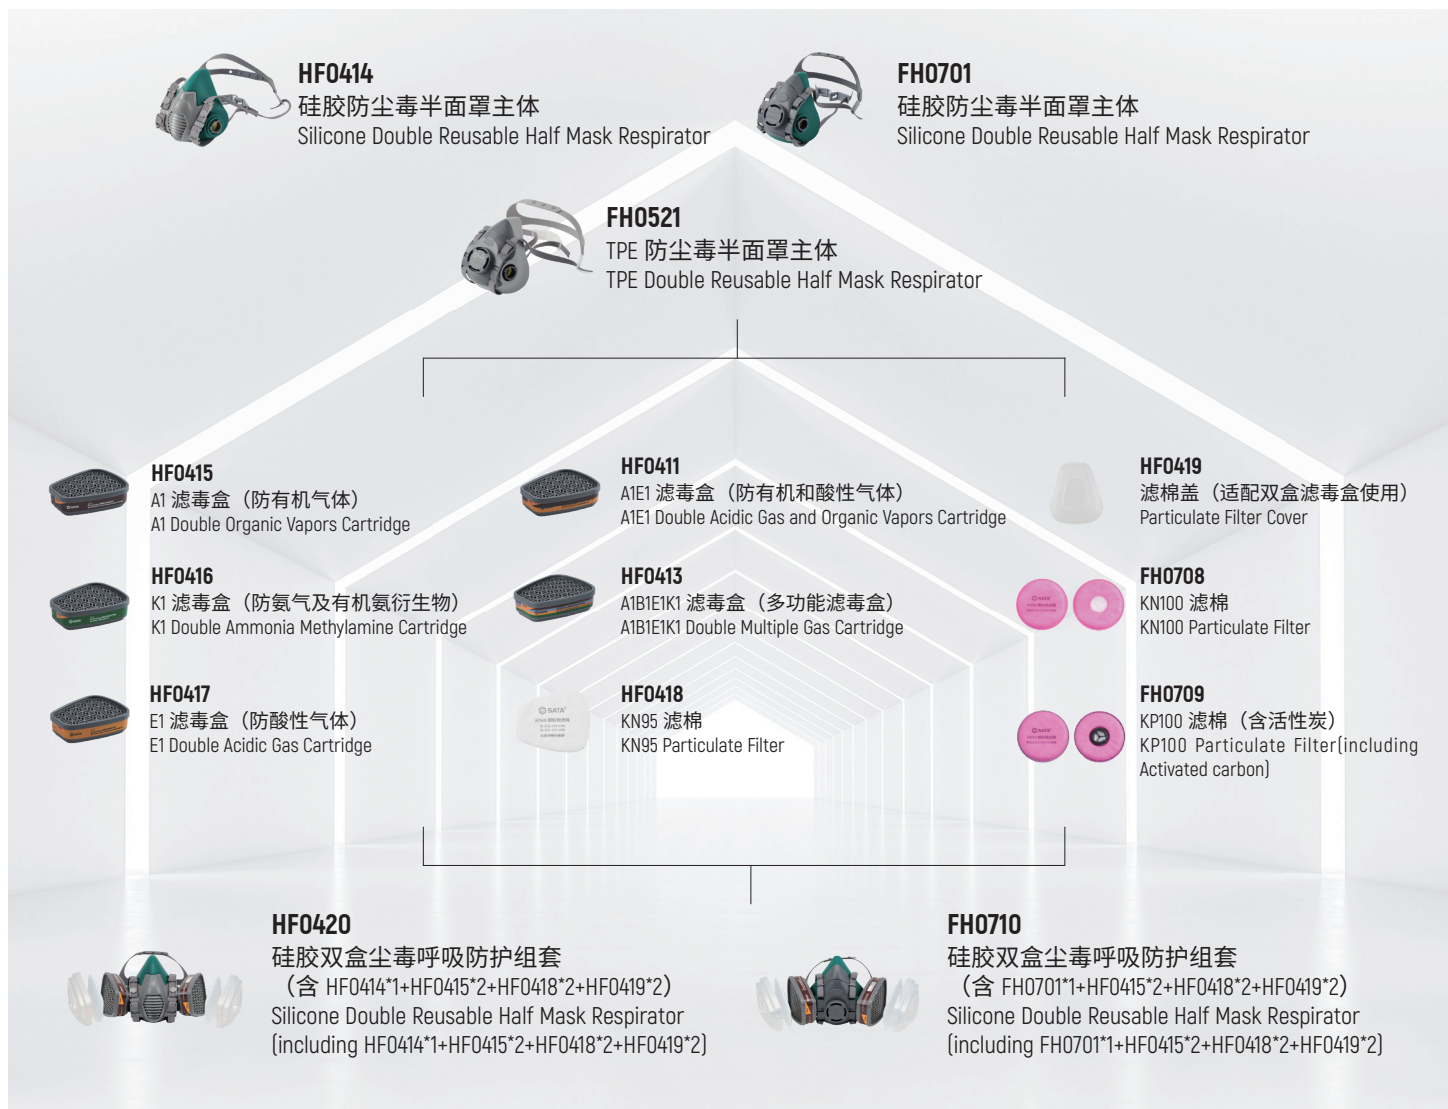 HF0414
硅胶防尘毒半面罩主体
Silicone Double Reusable Half Mask Respirator
FH0701
硅胶防尘毒半面罩主体
Silicone Double Reusable Half Mask Respirator
FH0521
TPE 防尘毒半面罩主体
TPE Double Reusable Half Mask Respirator
HF0415
A1 滤毒盒（防有机气体）
A1 Double Organic Vapors Cartridge
HF0411
A1E1 滤毒盒（防有机和酸性气体）
A1E1 Double Acidic Gas and Organic Vapors Cartridge
HF0419
滤棉盖（适配双盒滤毒盒使用）
Particulate Filter Cover
HF0416
K1 滤毒盒（防氨气及有机氨衍生物）
K1 Double Ammonia Methylamine Cartridge
HF0413
A1B1E1K1 滤毒盒（多功能滤毒盒）
A1B1E1K1 Double Multiple Gas Cartridge
SATA
FH0708
KN100 滤棉
KN100 Particulate Filter
HF0417
E1 滤毒盒（防酸性气体）
E1 Double Acidic Gas Cartridge
SATA
HF0418
KN95 滤棉
KN95 Particulate Filter
SATA
FH0709
KP100 滤棉（含活性炭）
KP100 Particulate Filter(including
Activated carbon)
HF0420
硅胶双盒尘毒呼吸防护组套
（含 HF0414*1+HF0415*2+HF0418*2+HF0419*2）
Silicone Double Reusable Half Mask Respirator
(including HF0414*1+HF0415*2+HF0418*2+HF0419*2)
FH0710
硅胶双盒尘毒呼吸防护组套
（含 FH0701*1+HF0415*2+HF0418*2+HF0419*2）
Silicone Double Reusable Half Mask Respirator
(including FH0701*1+HF0415*2+HF0418*2+HF0419*2)